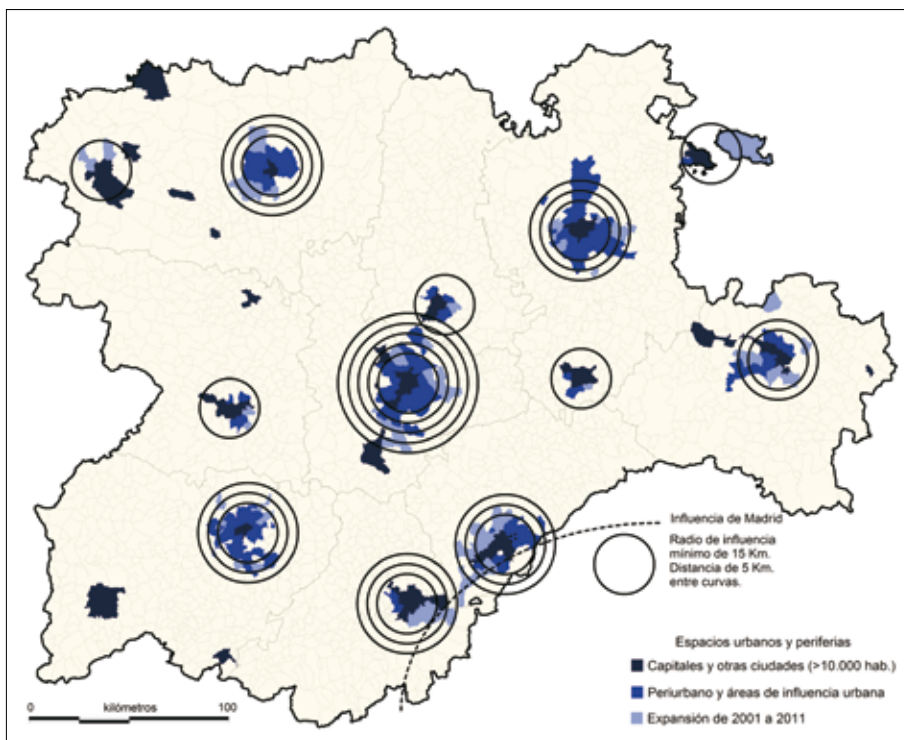 Influencia de Madrid
Radio de influencia
mínimo de 15 Km.
Distancia de 5 Km.
entre curvas.
Espacios urbanos y periferias
Capitales y otras ciudades (>10.000 hab.)
Periurbano y áreas de influencia urbana
Expansión de 2001 a 2011
0 kilómetros 100